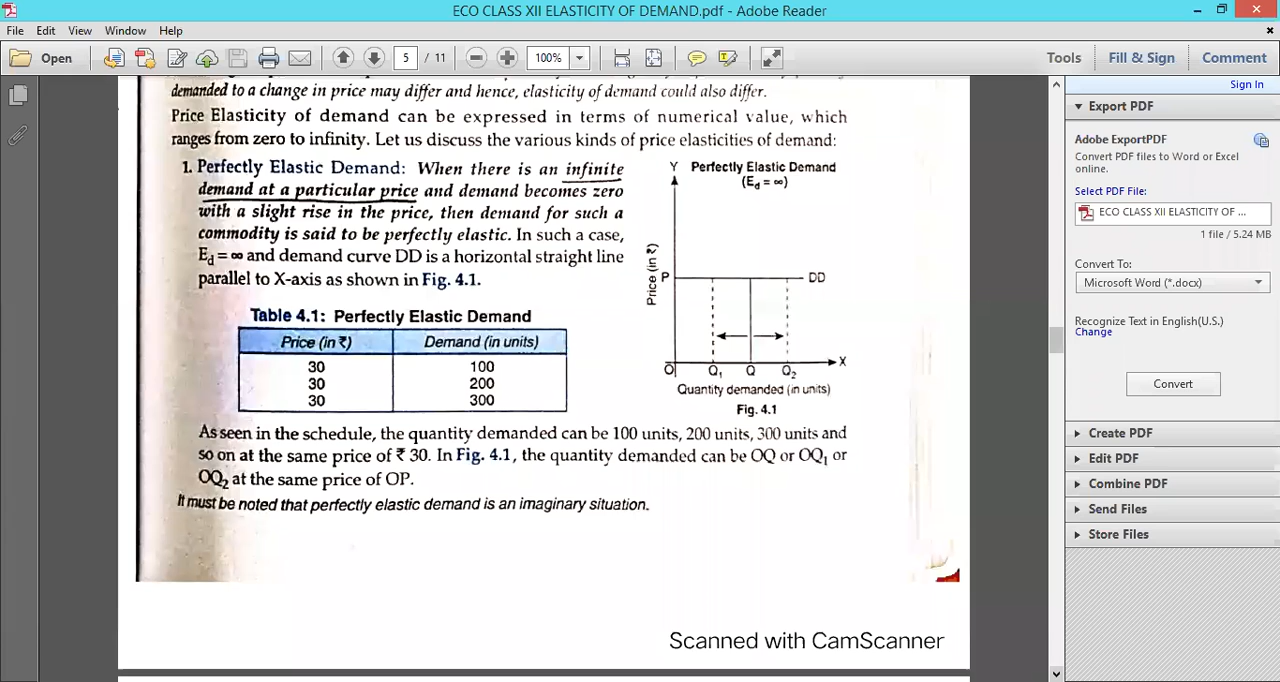 ECO CLASS XII ELASTICITY OF DEMAND.pdf - Adobe Reader
File Edit View Window Help
Open 5 / 11 100% Tools Fill & Sign Comment
demanded to a change in price may differ and hence, elasticity of demand could also differ.
Price Elasticity of demand can be expressed in terms of numerical value, which
ranges from zero to infinity. Let us discuss the various kinds of price elasticities of demand:
1. Perfectly Elastic Demand: When there is an infinite
demand at a particular price and demand becomes zero
with a slight rise in the price, then demand for such a
commodity is said to be perfectly elastic. In such a case,
E_d = ∞ and demand curve DD is a horizontal straight line
parallel to X-axis as shown in Fig. 4.1.
Table 4.1: Perfectly Elastic Demand
Price (in ₹) Demand (in units)
30 100
30 200
30 300
Y Perfectly Elastic Demand
(E_d = ∞)
Price (in ₹)
P DD
O Q₁ Q Q₂ X
Quantity demanded (in units)
Fig. 4.1
As seen in the schedule, the quantity demanded can be 100 units, 200 units, 300 units and
so on at the same price of ₹ 30. In Fig. 4.1, the quantity demanded can be OQ or OQ₁ or
OQ₂ at the same price of OP.
It must be noted that perfectly elastic demand is an imaginary situation.
Scanned with CamScanner
Sign In
Export PDF
Adobe ExportPDF
Convert PDF files to Word or Excel
online.
Select PDF File:
ECO CLASS XII ELASTICITY OF ...
1 file / 5.24 MB
Convert To:
Microsoft Word (*.docx)
Recognize Text in English(U.S.)
Change
Convert
Create PDF
Edit PDF
Combine PDF
Send Files
Store Files